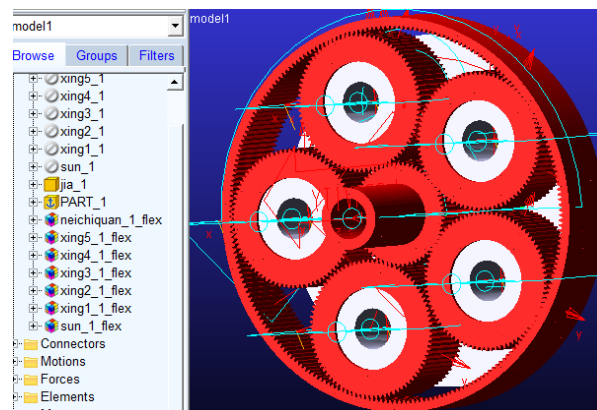 model1
model1
Browse Groups Filters
xing5_1
xing4_1
xing3_1
xing2_1
xing1_1
sun_1
jia_1
PART_1
neichiquan_1_flex
xing5_1_flex
xing4_1_flex
xing3_1_flex
xing2_1_flex
xing1_1_flex
sun_1_flex
Connectors
Motions
Forces
Elements
x
y
y